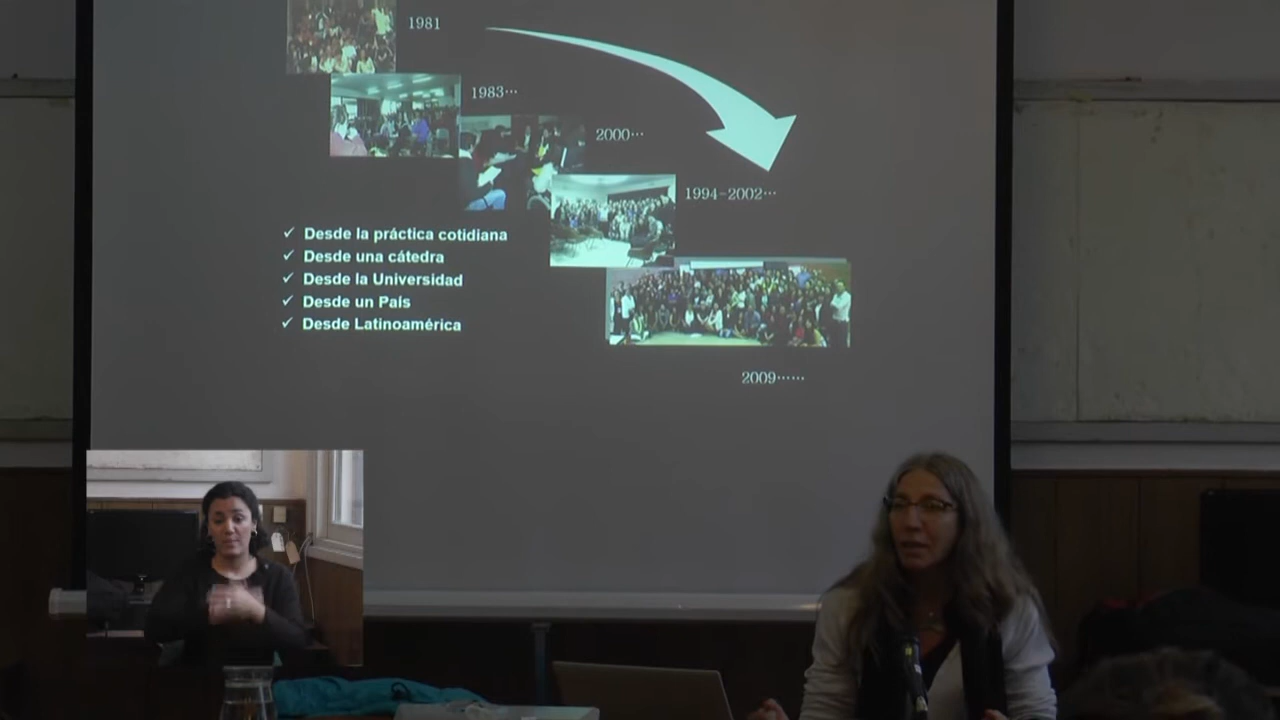 1981
1983…
2000…
1994-2002…
✓ Desde la práctica cotidiana
✓ Desde una cátedra
✓ Desde la Universidad
✓ Desde un Pais
✓ Desde Latinoamérica
2009……